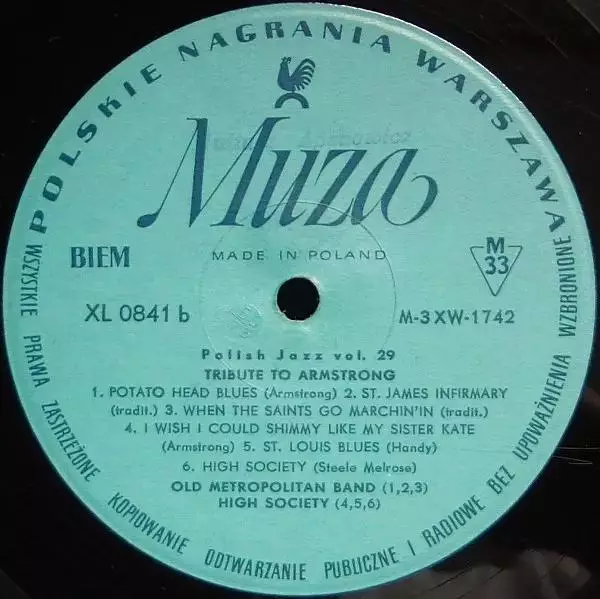 POLSKIE NAGRANIA WARSZAWA
Muza
BIEM
MADE IN POLAND
M
33
XL 0841 b
M-3 XW-1742
Polish Jazz vol. 29
TRIBUTE TO ARMSTRONG
1. POTATO HEAD BLUES (Armstrong) 2. ST. JAMES INFIRMARY
(tradit.) 3. WHEN THE SAINTS GO MARCHIN'IN (tradit.)
4. I WISH I COULD SHIMMY LIKE MY SISTER KATE
(Armstrong) 5. ST. LOUIS BLUES (Handy)
6. HIGH SOCIETY (Steele Melrose)
OLD METROPOLITAN BAND (1,2,3)
HIGH SOCIETY (4,5,6)
WSZYSTKIE PRAWA ZASTRZEŻONE KOPIOWANIE ODTWARZANIE PUBLICZNE I RADIOWE BEZ UPOWAŻNIENIA WZBRONIONE